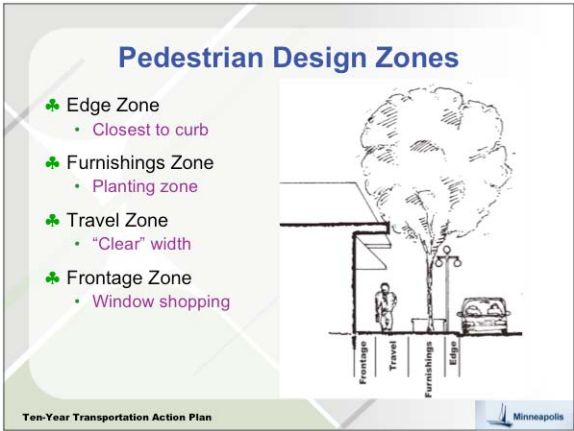 Pedestrian Design Zones
Edge Zone
• Closest to curb
Furnishings Zone
• Planting zone
Travel Zone
• “Clear” width
Frontage Zone
• Window shopping
Frontage
Travel
Furnishings
Edge
Ten-Year Transportation Action Plan
Minneapolis